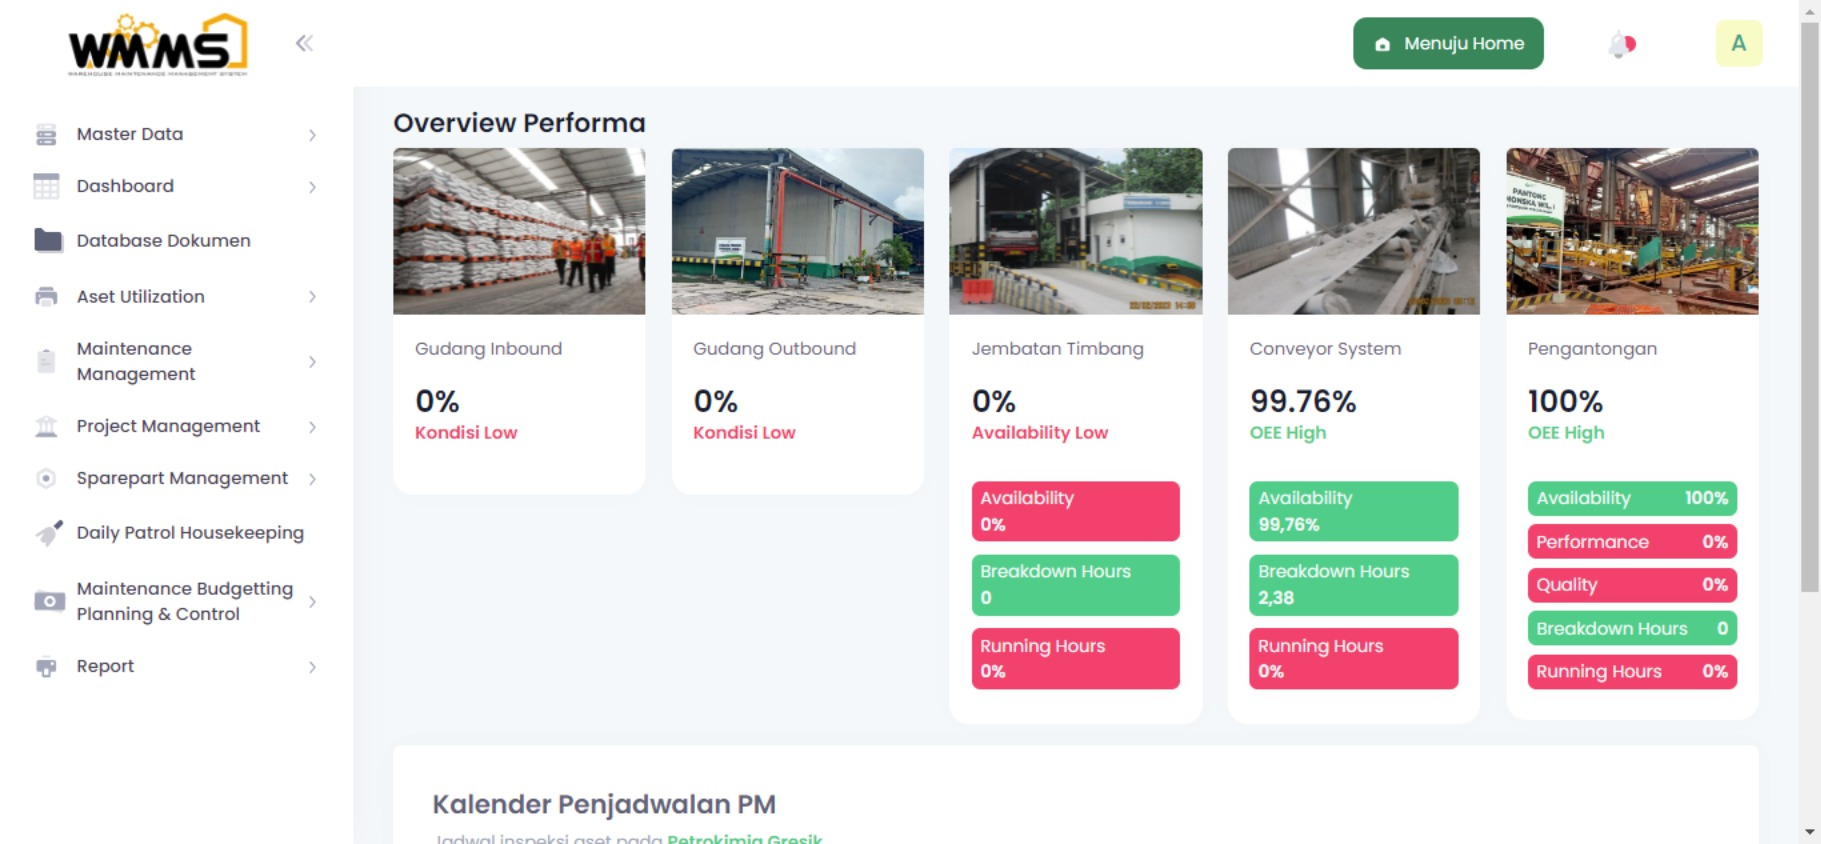 WMMS
WAREHOUSE MAINTENANCE MANAGEMENT SYSTEM
Menuju Home
A
Master Data
Dashboard
Database Dokumen
Aset Utilization
Maintenance
Management
Project Management
Sparepart Management
Daily Patrol Housekeeping
Maintenance Budgetting
Planning & Control
Report
Overview Performa
PANTONG
Gudang Inbound
0%
Kondisi Low
Gudang Outbound
0%
Kondisi Low
Jembatan Timbang
0%
Availability Low
Availability
0%
Breakdown Hours
0
Running Hours
0%
Conveyor System
99.76%
OEE High
Availability
99,76%
Breakdown Hours
2,38
Running Hours
0%
Pengantongan
100%
OEE High
Availability 100%
Performance 0%
Quality 0%
Breakdown Hours 0
Running Hours 0%
Kalender Penjadwalan PM
Jadwal inspeksi aset pada Petrokimia Gresik